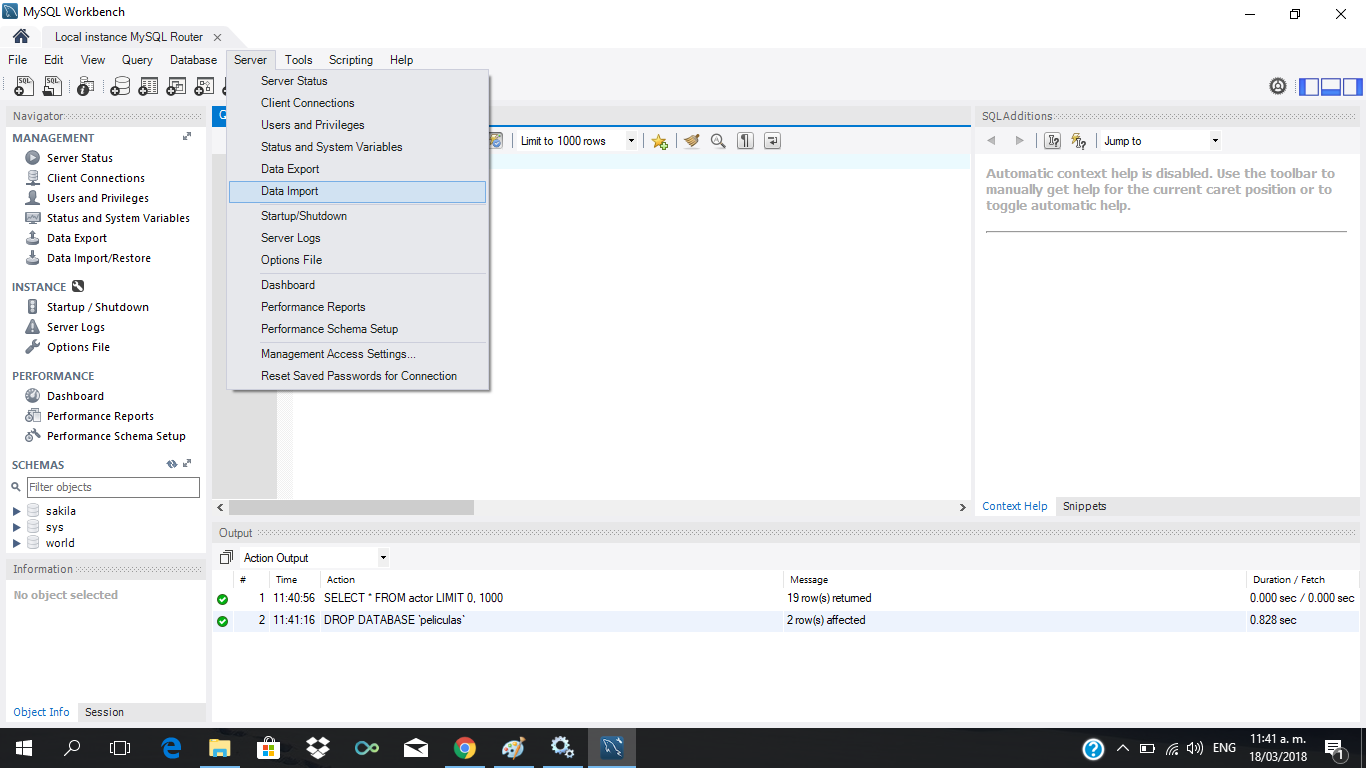 MySQL Workbench
Local instance MySQL Router
File Edit View Query Database Server Tools Scripting Help
Server Status
Client Connections
Users and Privileges
Status and System Variables
Data Export
Data Import
Startup/Shutdown
Server Logs
Options File
Dashboard
Performance Reports
Performance Schema Setup
Management Access Settings...
Reset Saved Passwords for Connection
Navigator
MANAGEMENT
Server Status
Client Connections
Users and Privileges
Status and System Variables
Data Export
Data Import/Restore
INSTANCE
Startup / Shutdown
Server Logs
Options File
PERFORMANCE
Dashboard
Performance Reports
Performance Schema Setup
SCHEMAS
Filter objects
sakila
sys
world
Information
No object selected
Object Info Session
Limit to 1000 rows
SQLAdditions
Jump to
Automatic context help is disabled. Use the toolbar to
manually get help for the current caret position or to
toggle automatic help.
Context Help Snippets
Output
Action Output
# Time Action Message Duration / Fetch
1 11:40:56 SELECT * FROM actor LIMIT 0, 1000 19 row(s) returned 0.000 sec / 0.000 sec
2 11:41:16 DROP DATABASE `peliculas` 2 row(s) affected 0.828 sec
ENG
11:41 a. m.
18/03/2018
1